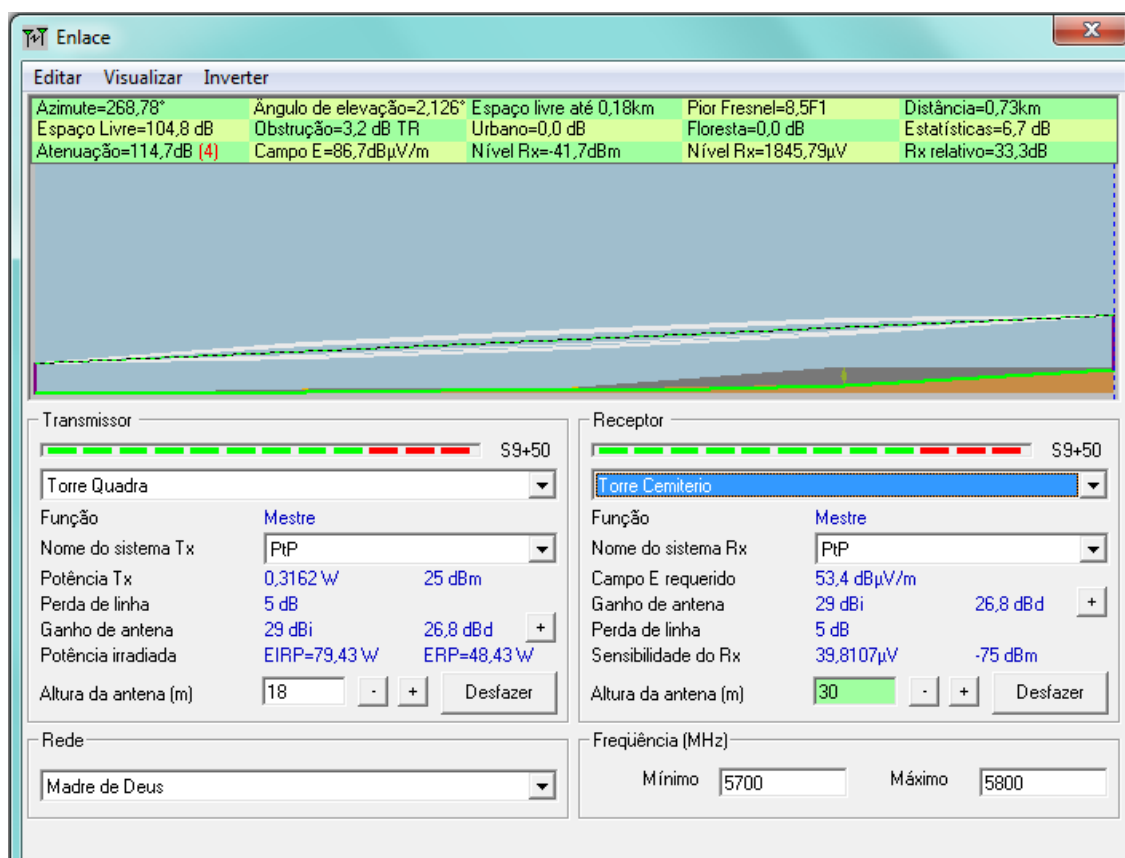 Enlace
Editar Visualizar Inverter
Azimute=268,78° Ângulo de elevação=2,126° Espaço livre até 0,18km Pior Fresnel=8,5F1 Distância=0,73km
Espaço Livre=104,8 dB Obstrução=3,2 dB TR Urbano=0,0 dB Floresta=0,0 dB Estatísticas=6,7 dB
Atenuação=114,7dB (4) Campo E=86,7dBµV/m Nível Rx=-41,7dBm Nível Rx=1845,79µV Rx relativo=33,3dB
Transmissor
S9+50
Torre Quadra
Função Mestre
Nome do sistema Tx PtP
Potência Tx 0,3162 W 25 dBm
Perda de linha 5 dB
Ganho de antena 29 dBi 26,8 dBd +
Potência irradiada EIRP=79,43 W ERP=48,43 W
Altura da antena (m) 18 - + Desfazer
Receptor
S9+50
Torre Cemiterio
Função Mestre
Nome do sistema Rx PtP
Campo E requerido 53,4 dBµV/m
Ganho de antena 29 dBi 26,8 dBd +
Perda de linha 5 dB
Sensibilidade do Rx 39,8107µV -75 dBm
Altura da antena (m) 30 - + Desfazer
Rede
Madre de Deus
Freqüência (MHz)
Mínimo 5700 Máximo 5800